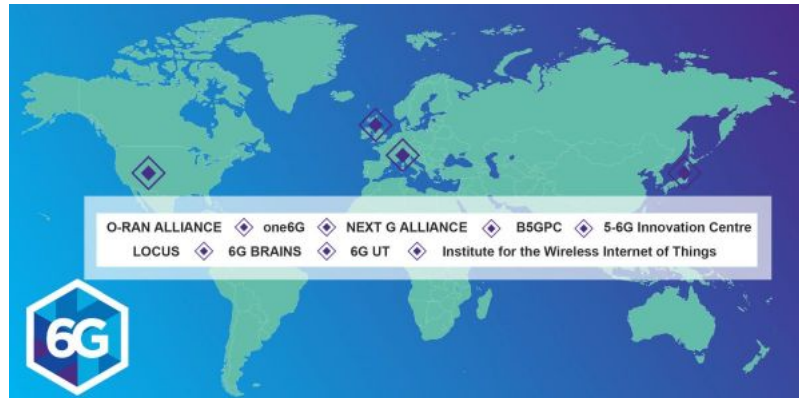 O-RAN ALLIANCE one6G NEXT G ALLIANCE B5GPC 5-6G Innovation Centre
LOCUS 6G BRAINS 6G UT Institute for the Wireless Internet of Things
6G